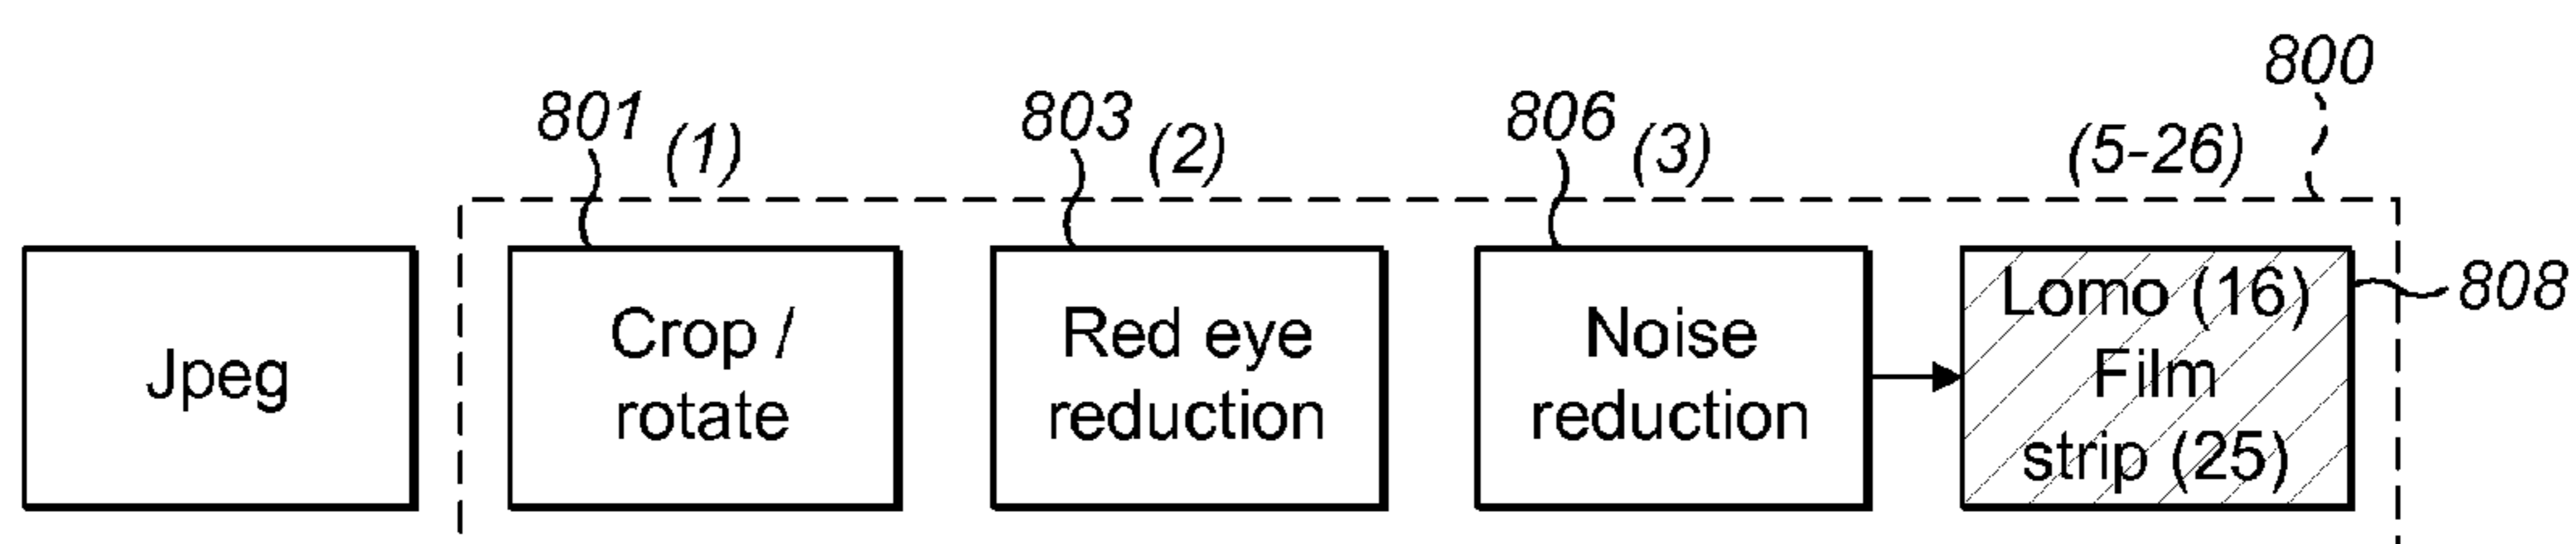 800
801 (1) 803 (2) 806 (3) (5-26)
Jpeg
Crop /
rotate
Red eye
reduction
Noise
reduction
Lomo (16)
Film
strip (25)
808